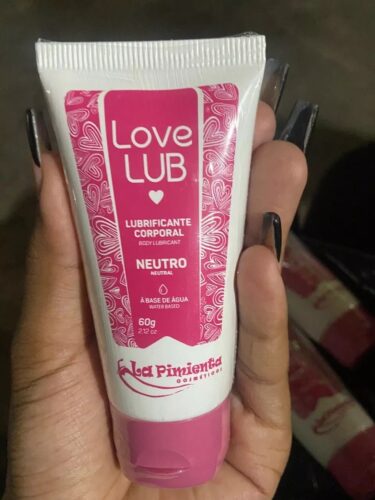 Love
LUB
LUBRIFICANTE
CORPORAL
BODY LUBRICANT
NEUTRO
NEUTRAL
À BASE DE ÁGUA
WATER BASED
60g
2.12 oz
La Pimienta
COSMETICOS